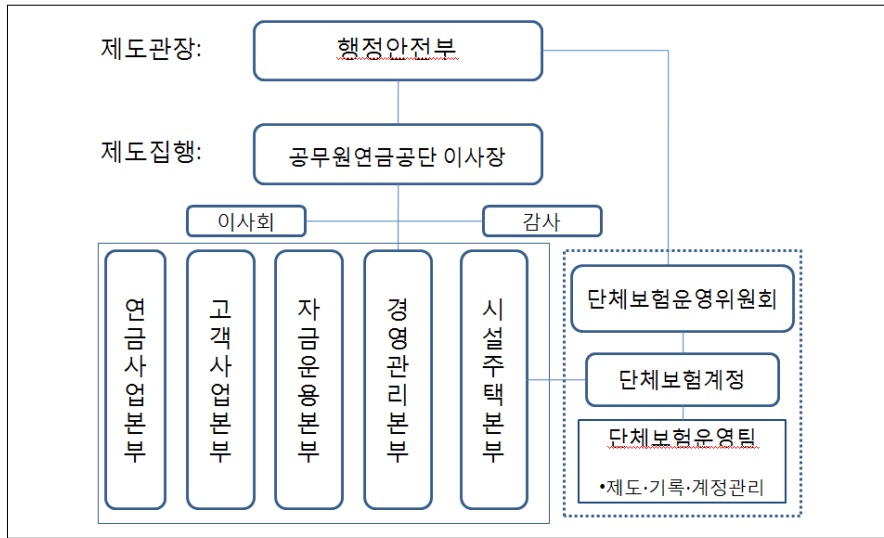 제도관장:
행정안전부
제도집행:
공무원연금공단 이사장
이사회
감사
연금사업본부
고객사업본부
자금운용본부
경영관리본부
시설주택본부
단체보험운영위원회
단체보험계정
단체보험운영팀
•제도·기록·계정관리